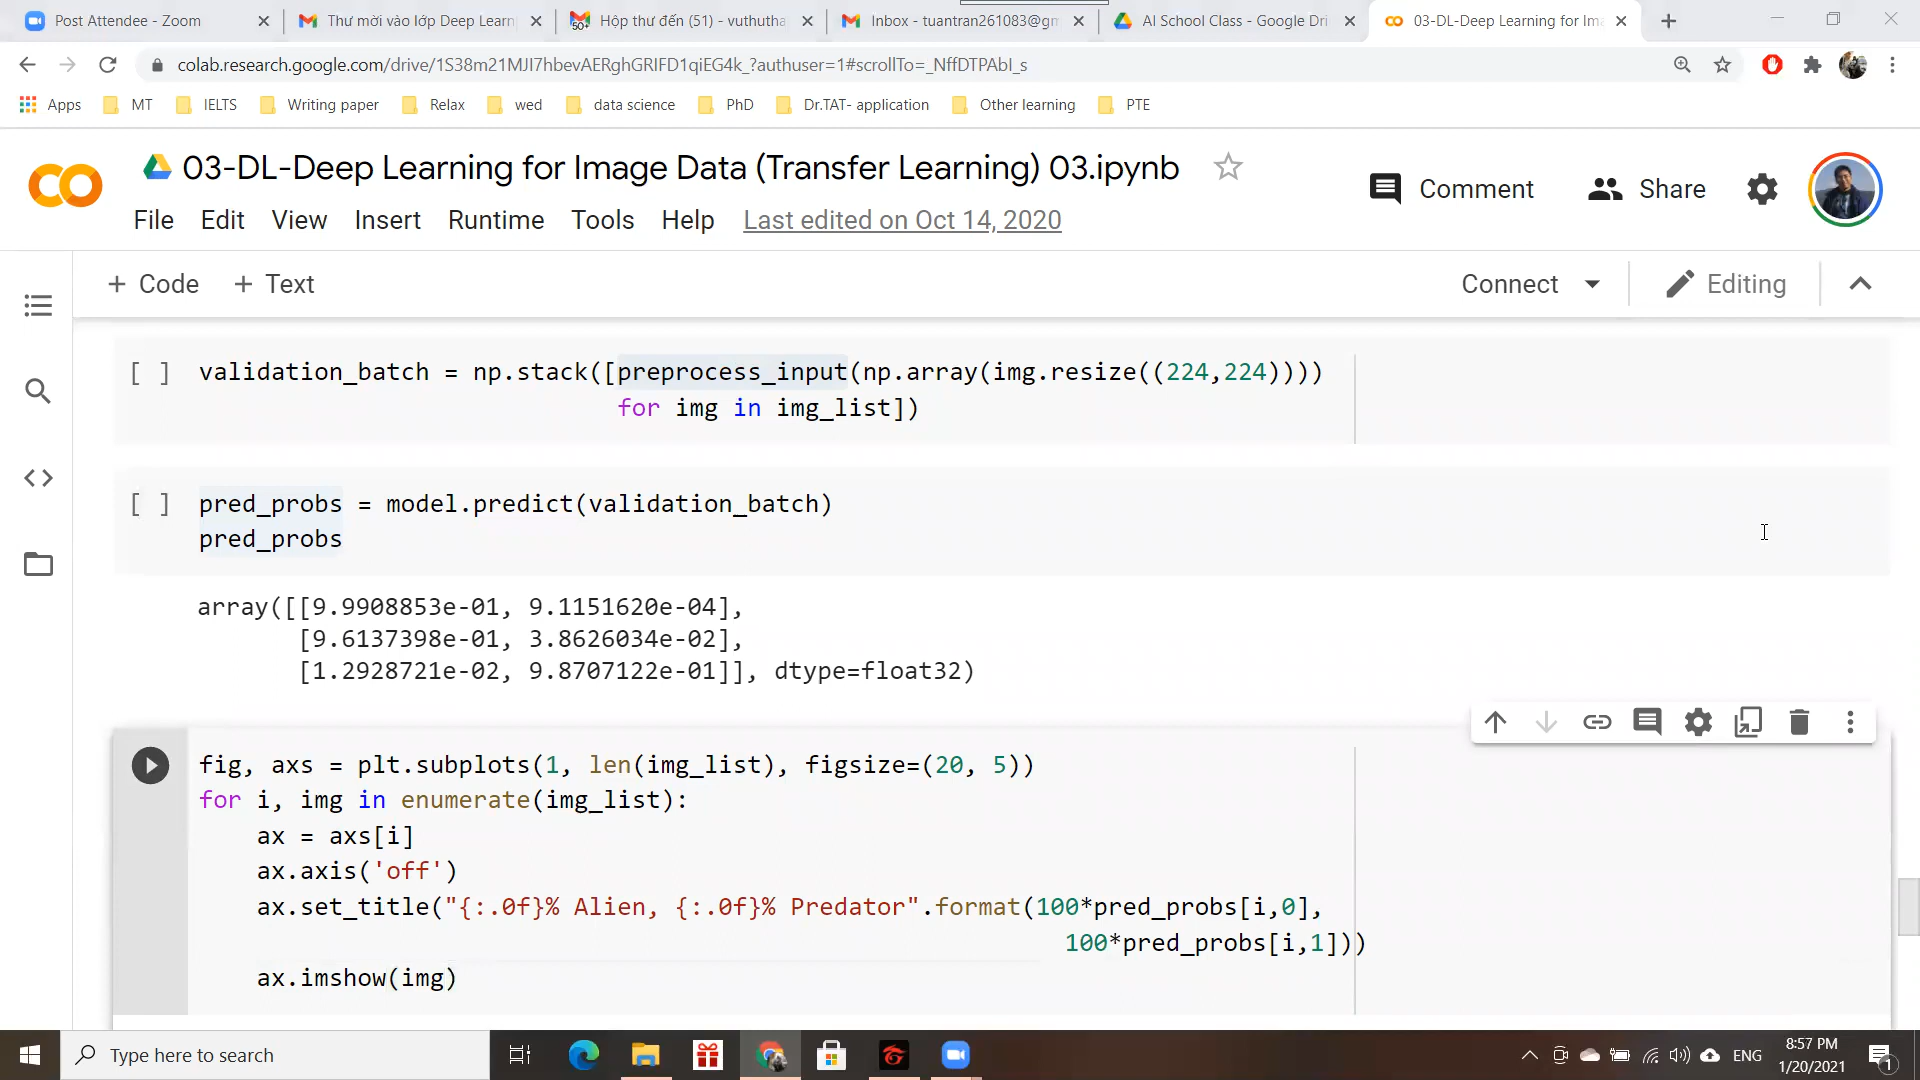 Post Attendee - Zoom
Thư mời vào lớp Deep Learn
Hộp thư đến (51) - vuthutha
Inbox - tuantran261083@gm
AI School Class - Google Dri
03-DL-Deep Learning for Ima
colab.research.google.com/drive/1S38m21MJI7hbevAERghGRIFD1qiEG4k_?authuser=1#scrollTo=_NffDTPAbI_s
Apps MT IELTS Writing paper Relax wed data science PhD Dr.TAT- application Other learning PTE
03-DL-Deep Learning for Image Data (Transfer Learning) 03.ipynb
Comment Share
File Edit View Insert Runtime Tools Help Last edited on Oct 14, 2020
+ Code + Text Connect Editing
[ ] validation_batch = np.stack([preprocess_input(np.array(img.resize((224,224))))
for img in img_list])
[ ] pred_probs = model.predict(validation_batch)
pred_probs
array([[9.9908853e-01, 9.1151620e-04],
[9.6137398e-01, 3.8626034e-02],
[1.2928721e-02, 9.8707122e-01]], dtype=float32)
fig, axs = plt.subplots(1, len(img_list), figsize=(20, 5))
for i, img in enumerate(img_list):
ax = axs[i]
ax.axis('off')
ax.set_title("{:.0f}% Alien, {:.0f}% Predator".format(100*pred_probs[i,0],
100*pred_probs[i,1]))
ax.imshow(img)
Type here to search
ENG
8:57 PM
1/20/2021
1